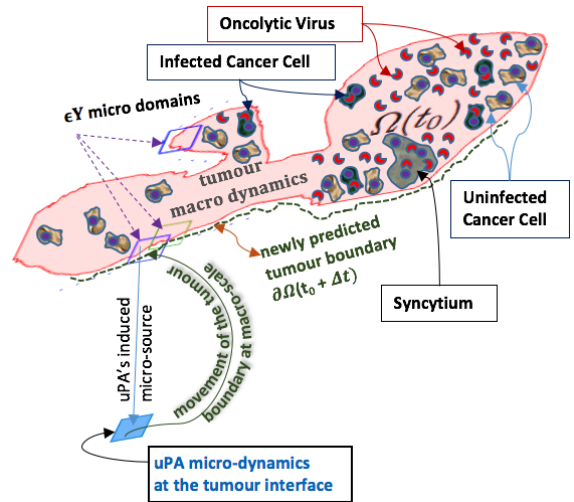 Oncolytic Virus
Infected Cancer Cell
ϵY micro domains
Ω(t₀)
tumour
macro dynamics
Uninfected
Cancer Cell
newly predicted
tumour boundary
∂Ω(t₀ + Δt)
Syncytium
uPA's induced
micro-source
movement of the tumour
boundary at macro-scale
uPA micro-dynamics
at the tumour interface